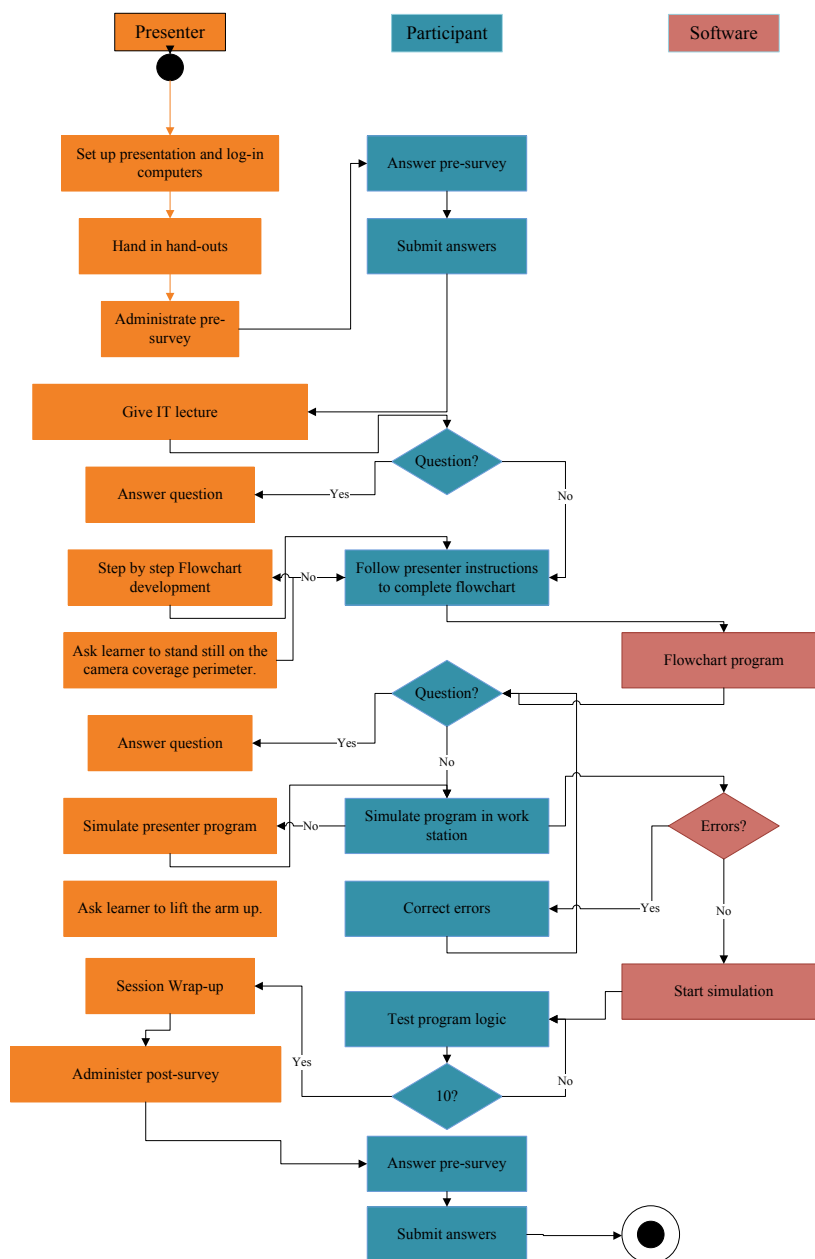 Presenter
Participant
Software
Set up presentation and log-in
computers
Answer pre-survey
Hand in hand-outs
Submit answers
Administrate pre-
survey
Give IT lecture
Question?
Answer question
Yes
No
Step by step Flowchart
development
No
Follow presenter instructions
to complete flowchart
Ask learner to stand still on the
camera coverage perimeter.
Flowchart program
Question?
Answer question
Yes
No
Simulate presenter program
No
Simulate program in work
station
Errors?
Ask learner to lift the arm up.
Correct errors
Yes
No
Session Wrap-up
Start simulation
Test program logic
Yes
No
Administer post-survey
10?
Answer pre-survey
Submit answers